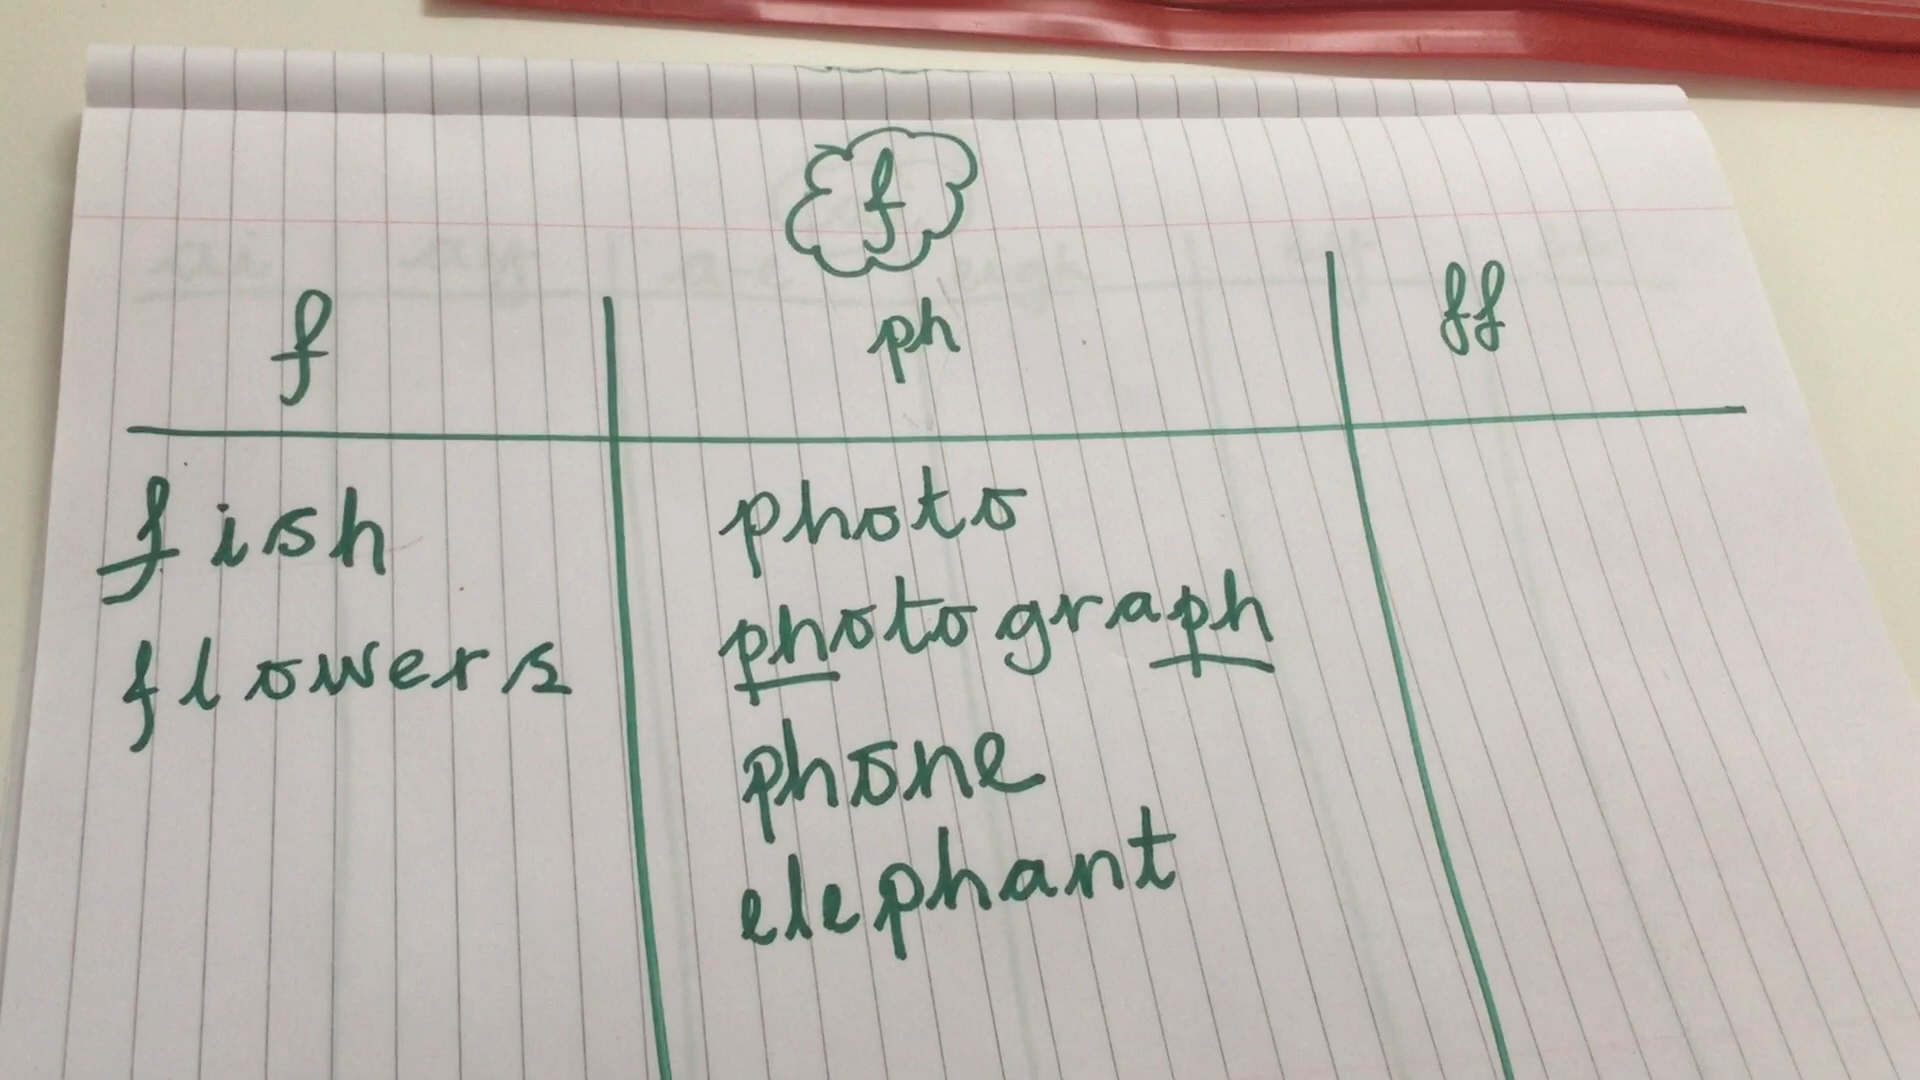 f
f ph ff
fish photo
flowers photograph
phone
elephant